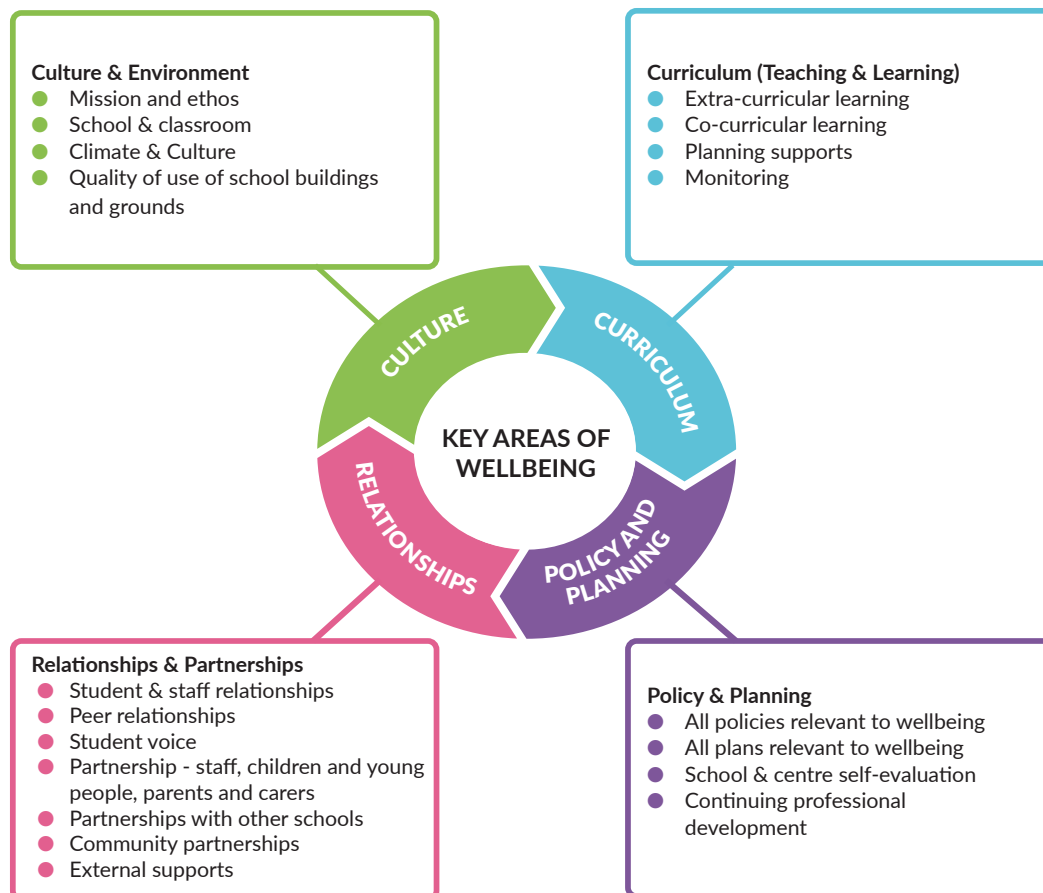 Culture & Environment
Mission and ethos
School & classroom
Climate & Culture
Quality of use of school buildings
and grounds
Curriculum (Teaching & Learning)
Extra-curricular learning
Co-curricular learning
Planning supports
Monitoring
CULTURE
CURRICULUM
KEY AREAS OF
WELLBEING
RELATIONSHIPS
POLICY AND
PLANNING
Relationships & Partnerships
Student & staff relationships
Peer relationships
Student voice
Partnership - staff, children and young
people, parents and carers
Partnerships with other schools
Community partnerships
External supports
Policy & Planning
All policies relevant to wellbeing
All plans relevant to wellbeing
School & centre self-evaluation
Continuing professional
development